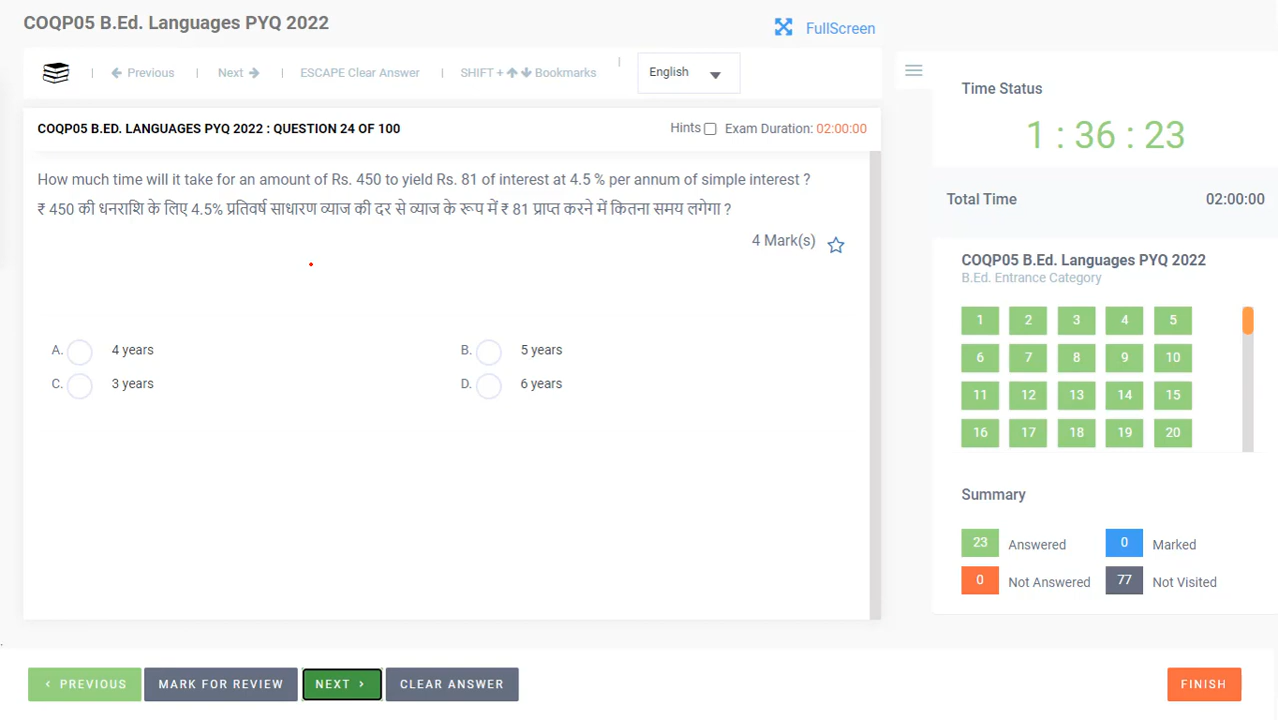 COQP05 B.Ed. Languages PYQ 2022
FullScreen
Previous | Next | ESCAPE Clear Answer | SHIFT + Bookmarks | English
COQP05 B.ED. LANGUAGES PYQ 2022 : QUESTION 24 OF 100
Hints Exam Duration: 02:00:00
How much time will it take for an amount of Rs. 450 to yield Rs. 81 of interest at 4.5 % per annum of simple interest ?
₹ 450 की धनराशि के लिए 4.5% प्रतिवर्ष साधारण व्याज की दर से व्याज के रूप में ₹ 81 प्राप्त करने में कितना समय लगेगा ?
4 Mark(s)
A. 4 years
B. 5 years
C. 3 years
D. 6 years
PREVIOUS
MARK FOR REVIEW
NEXT
CLEAR ANSWER
Time Status
1 : 36 : 23
Total Time 02:00:00
COQP05 B.Ed. Languages PYQ 2022
B.Ed. Entrance Category
1 2 3 4 5
6 7 8 9 10
11 12 13 14 15
16 17 18 19 20
Summary
23 Answered 0 Marked
0 Not Answered 77 Not Visited
FINISH